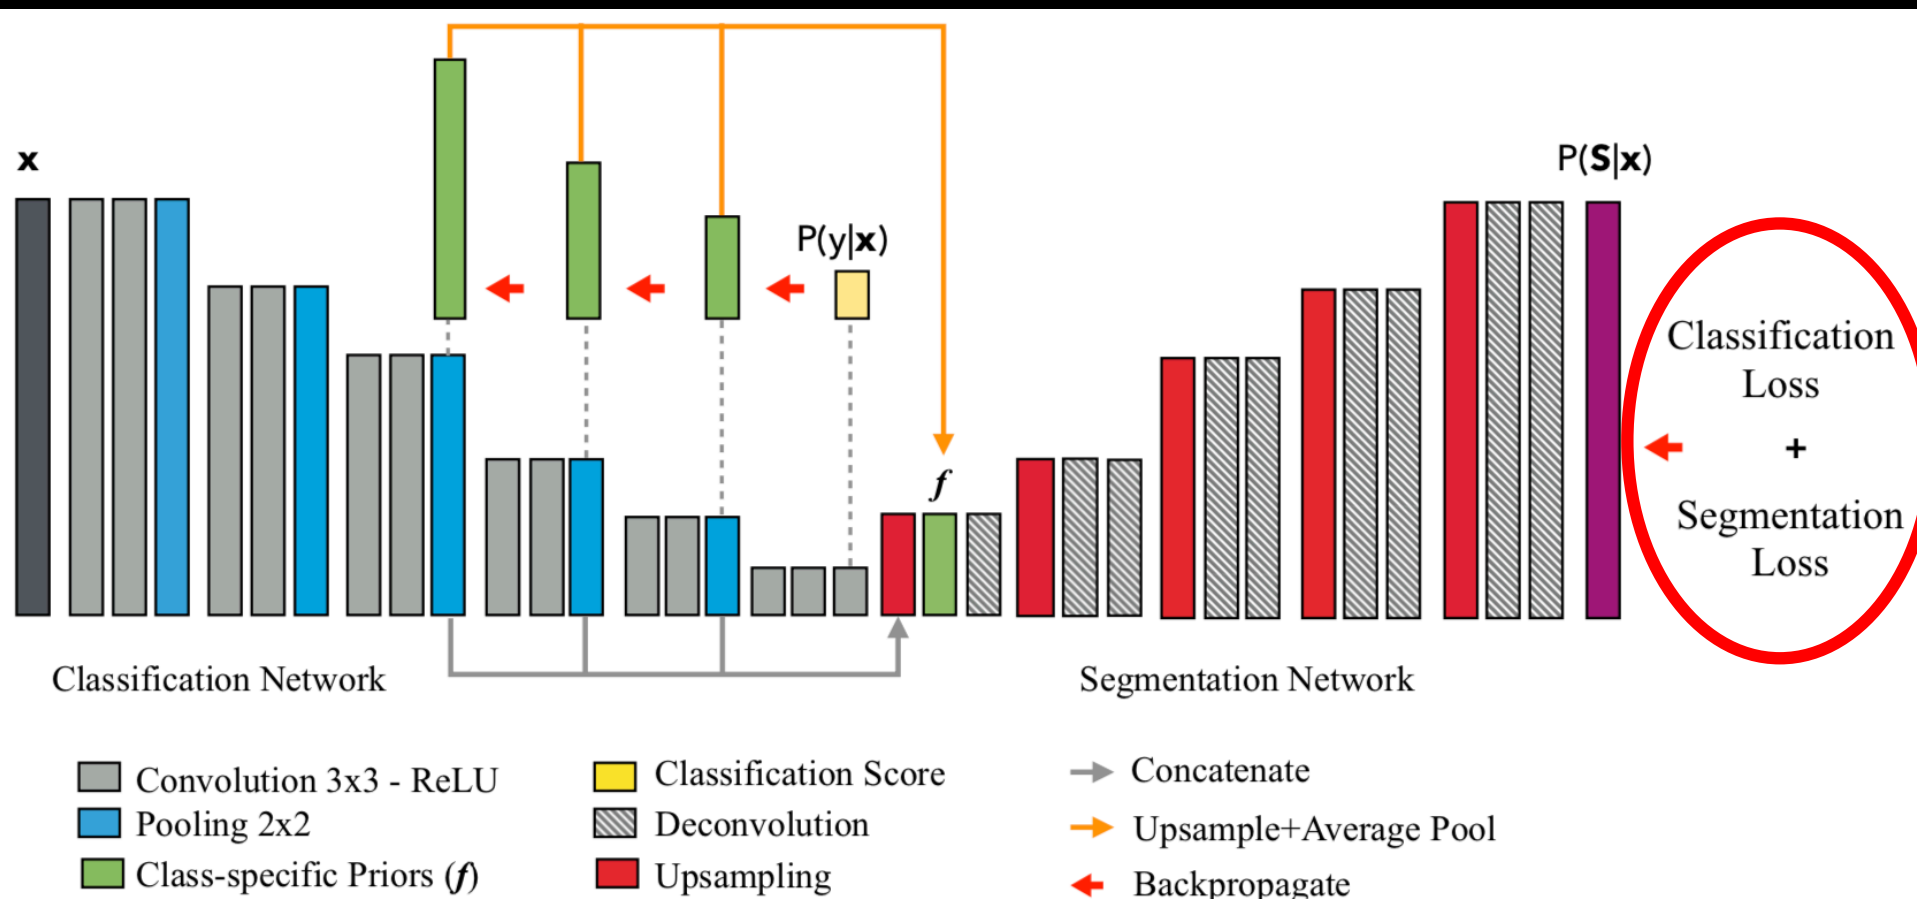 x
P(y|x)
P(S|x)
f
Classification
Loss
+
Segmentation
Loss
Classification Network
Segmentation Network
Convolution 3x3 - ReLU
Pooling 2x2
Class-specific Priors (f)
Classification Score
Deconvolution
Upsampling
Concatenate
Upsample+Average Pool
Backpropagate